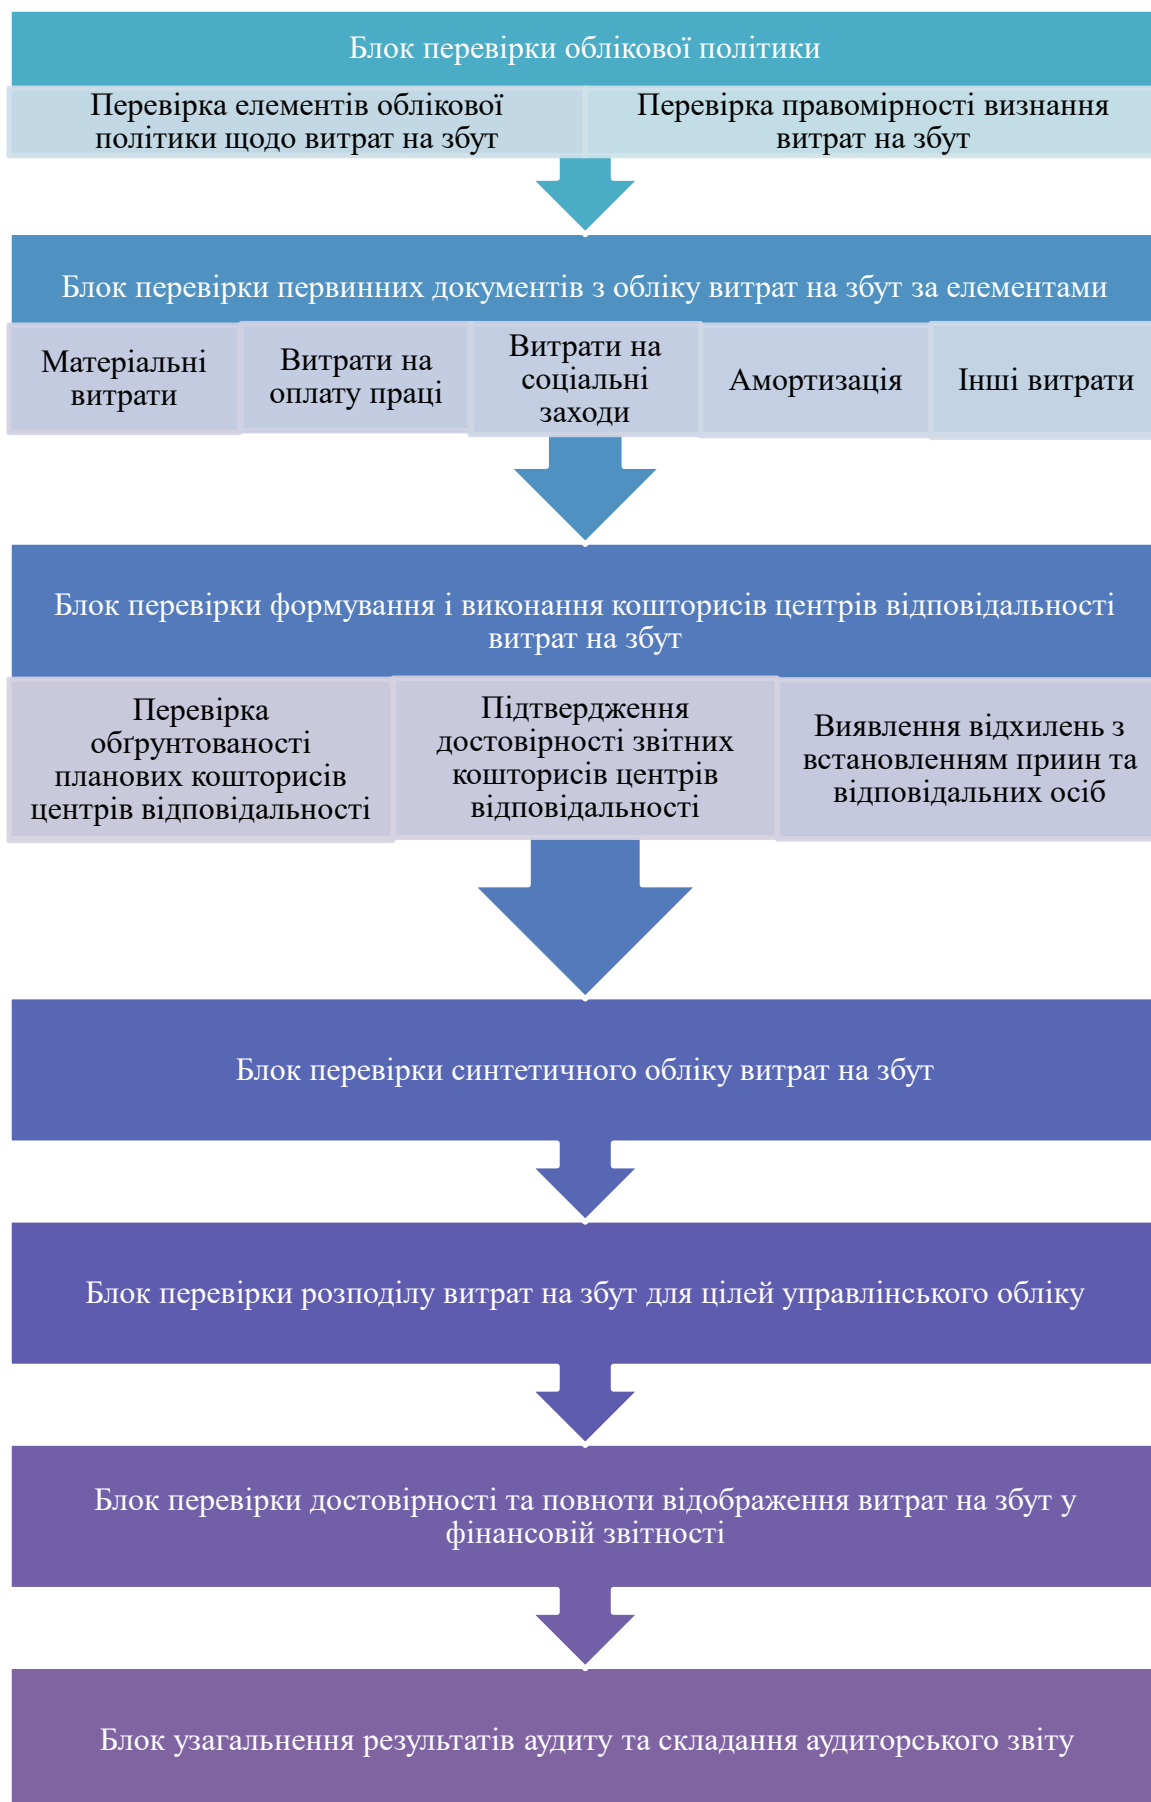 Блок перевірки облікової політики
Перевірка елементів облікової
політики щодо витрат на збут
Перевірка правомірності визнання
витрат на збут
Блок перевірки первинних документів з обліку витрат на збут за елементами
Матеріальні
витрати
Витрати на
оплату праці
Витрати на
соціальні
заходи
Амортизація
Інші витрати
Блок перевірки формування і виконання кошторисів центрів відповідальності
витрат на збут
Перевірка
обґрунтованості
планових кошторисів
центрів відповідальності
Підтвердження
достовірності звітних
кошторисів центрів
відповідальності
Виявлення відхилень з
встановленням приин та
відповідальних осіб
Блок перевірки синтетичного обліку витрат на збут
Блок перевірки розподілу витрат на збут для цілей управлінського обліку
Блок перевірки достовірності та повноти відображення витрат на збут у
фінансовій звітності
Блок узагальнення результатів аудиту та складання аудиторського звіту